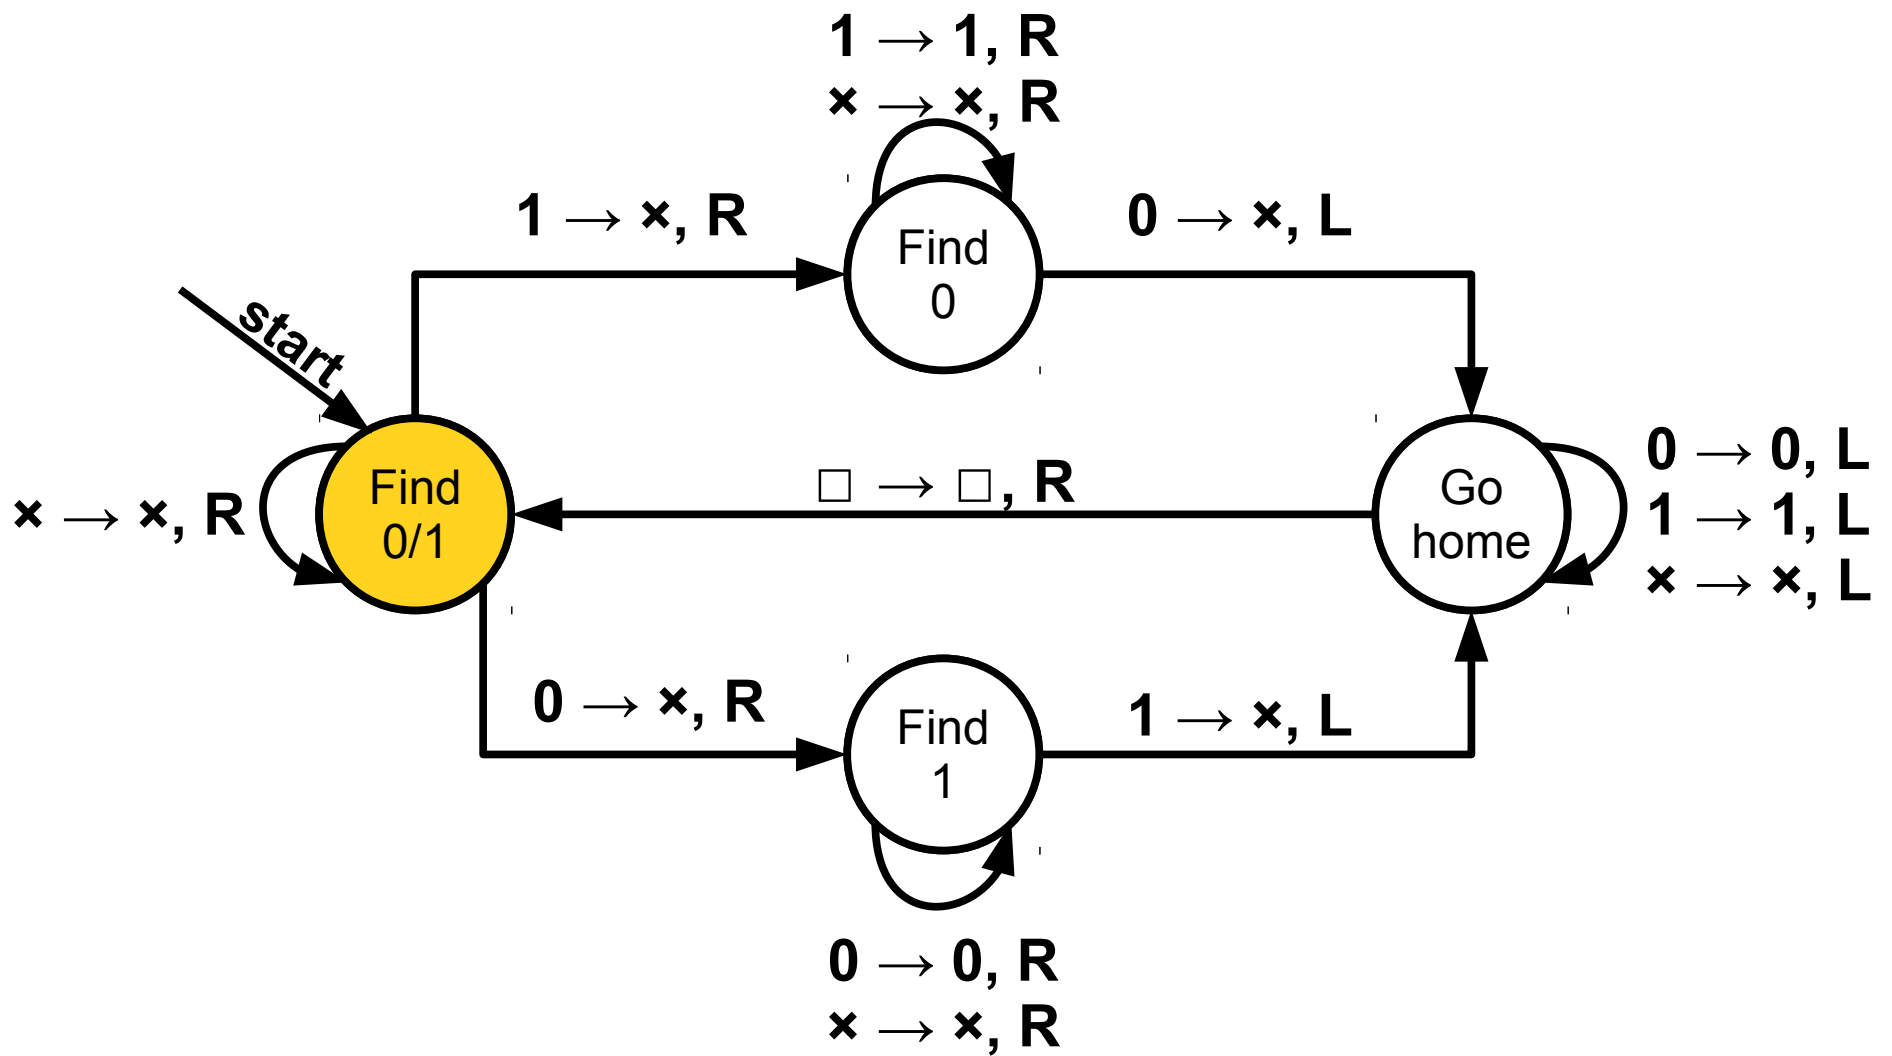 1 → 1, R
× → ×, R
1 → ×, R
Find
0
0 → ×, L
start
Find
0/1
× → ×, R
□ → □, R
Go
home
0 → 0, L
1 → 1, L
× → ×, L
0 → ×, R
Find
1
1 → ×, L
0 → 0, R
× → ×, R